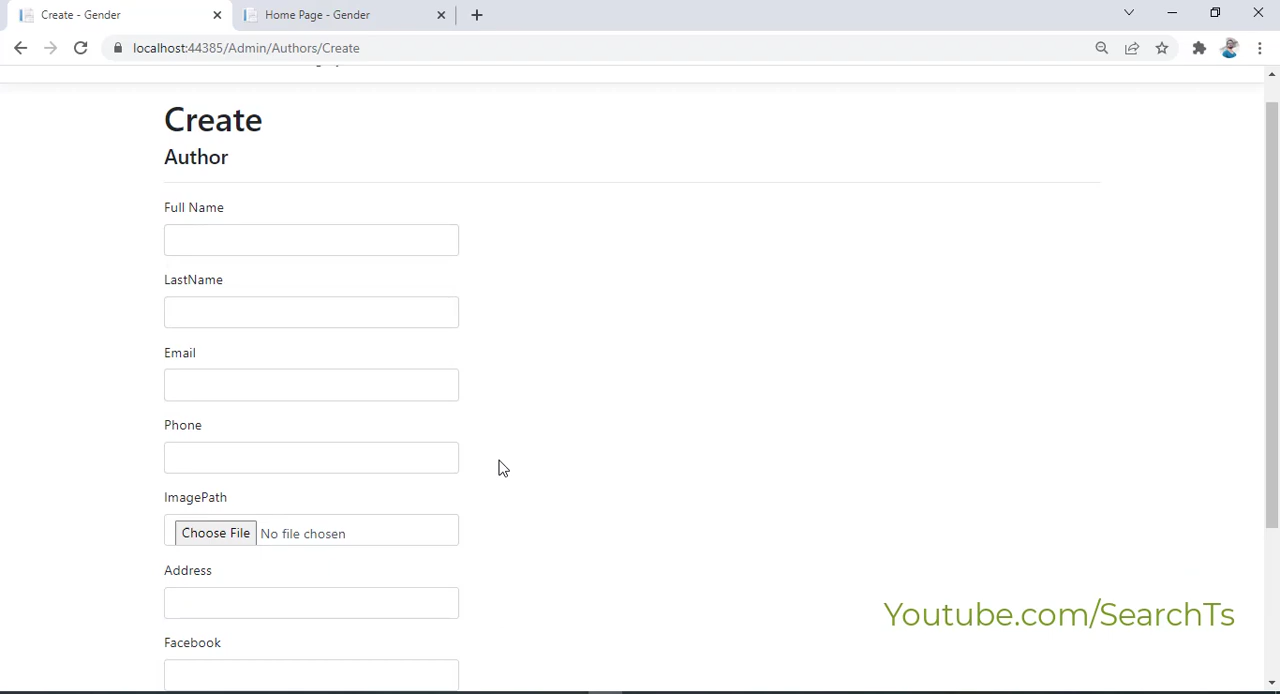 Create - Gender
Home Page - Gender
localhost:44385/Admin/Authors/Create
Create
Author
Full Name
LastName
Email
Phone
ImagePath
Choose File No file chosen
Address
Youtube.com/SearchTs
Facebook